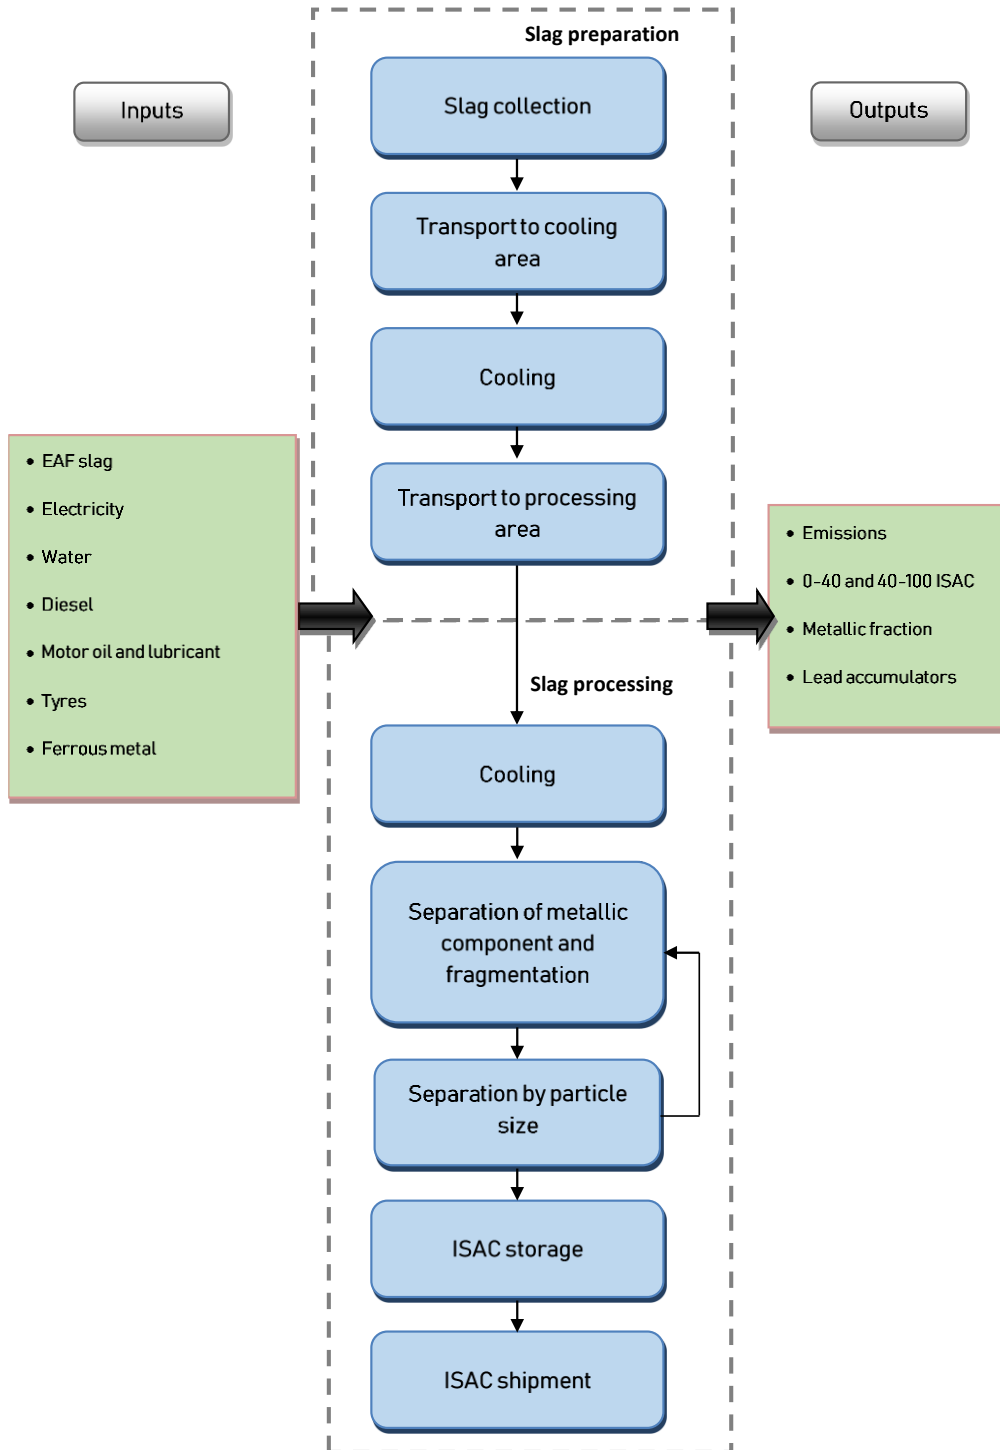 Slag preparation
Inputs
Slag collection
Outputs
Transport to cooling
area
Cooling
Transport to processing
area
• EAF slag
• Electricity
• Water
• Diesel
• Motor oil and lubricant
• Tyres
• Ferrous metal
• Emissions
• 0-40 and 40-100 ISAC
• Metallic fraction
• Lead accumulators
Slag processing
Cooling
Separation of metallic
component and
fragmentation
Separation by particle
size
ISAC storage
ISAC shipment